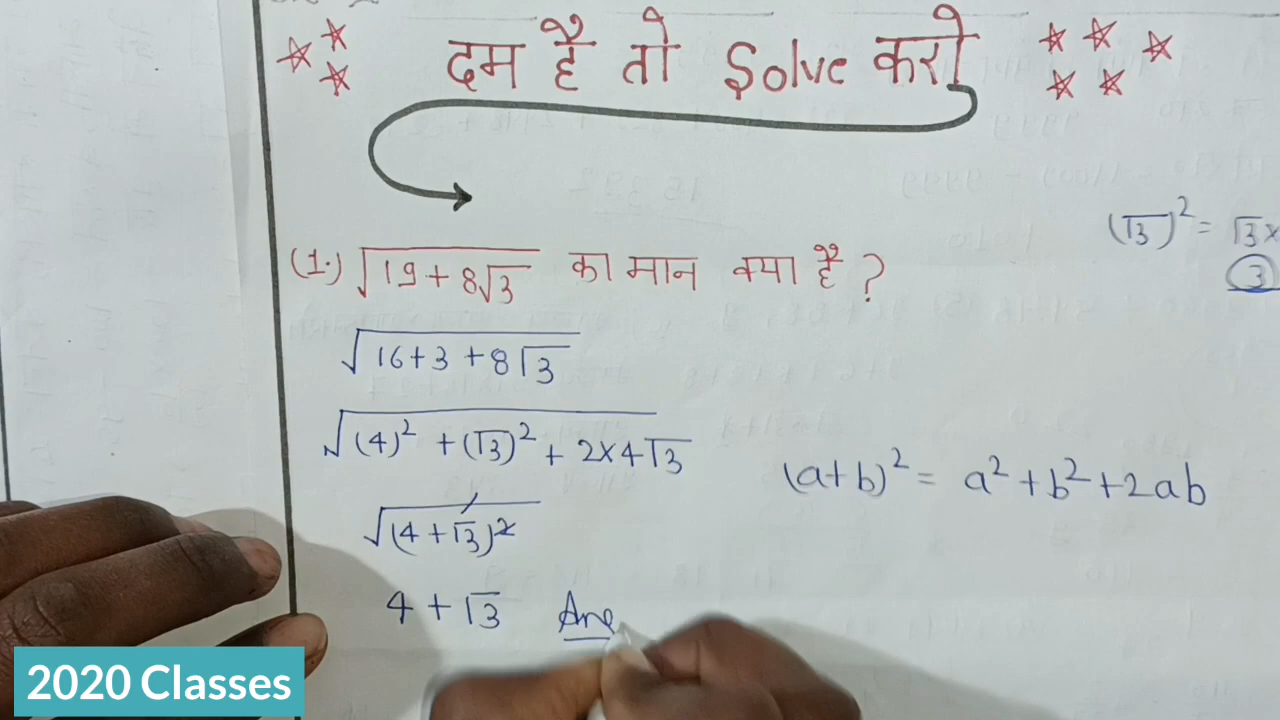 दम है तो Solve करो
(√3)² = √3×
3
(1.) √(19 + 8√3) का मान क्या है ?
√(16 + 3 + 8√3)
√((4)² + (√3)² + 2×4√3)
(a+b)² = a² + b² + 2ab
√((4 + √3)²)
4 + √3 Ans
2020 Classes